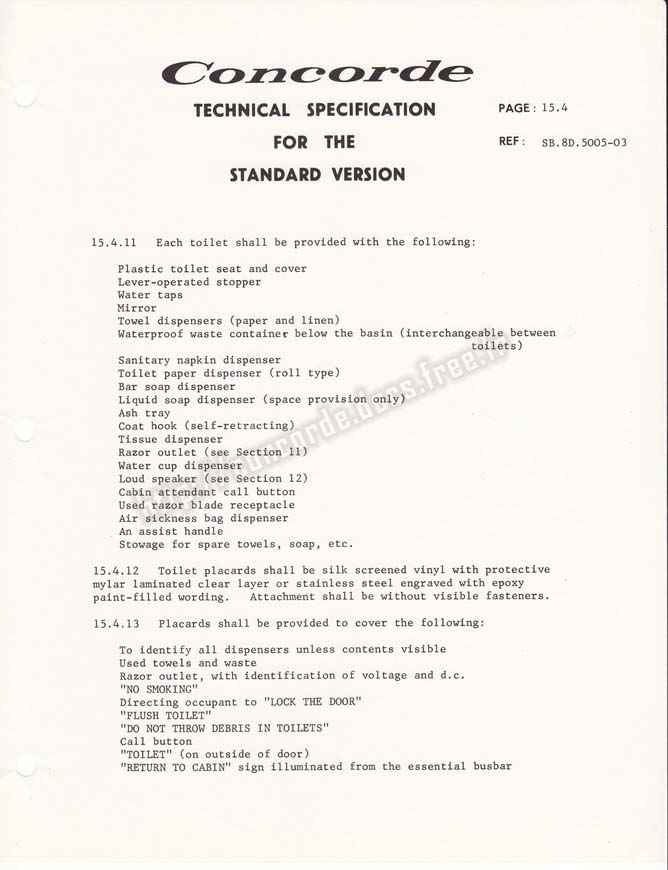 Concorde
TECHNICAL SPECIFICATION
FOR THE
STANDARD VERSION
PAGE: 15.4
REF: SB.8D.5005-03
15.4.11 Each toilet shall be provided with the following:
Plastic toilet seat and cover
Lever-operated stopper
Water taps
Mirror
Towel dispensers (paper and linen)
Waterproof waste container below the basin (interchangeable between
toilets)
Sanitary napkin dispenser
Toilet paper dispenser (roll type)
Bar soap dispenser
Liquid soap dispenser (space provision only)
Ash tray
Coat hook (self-retracting)
Tissue dispenser
Razor outlet (see Section 11)
Water cup dispenser
Loud speaker (see Section 12)
Cabin attendant call button
Used razor blade receptacle
Air sickness bag dispenser
An assist handle
Stowage for spare towels, soap, etc.
15.4.12 Toilet placards shall be silk screened vinyl with protective
mylar laminated clear layer or stainless steel engraved with epoxy
paint-filled wording. Attachment shall be without visible fasteners.
15.4.13 Placards shall be provided to cover the following:
To identify all dispensers unless contents visible
Used towels and waste
Razor outlet, with identification of voltage and d.c.
"NO SMOKING"
Directing occupant to "LOCK THE DOOR"
"FLUSH TOILET"
"DO NOT THROW DEBRIS IN TOILETS"
Call button
"TOILET" (on outside of door)
"RETURN TO CABIN" sign illuminated from the essential busbar